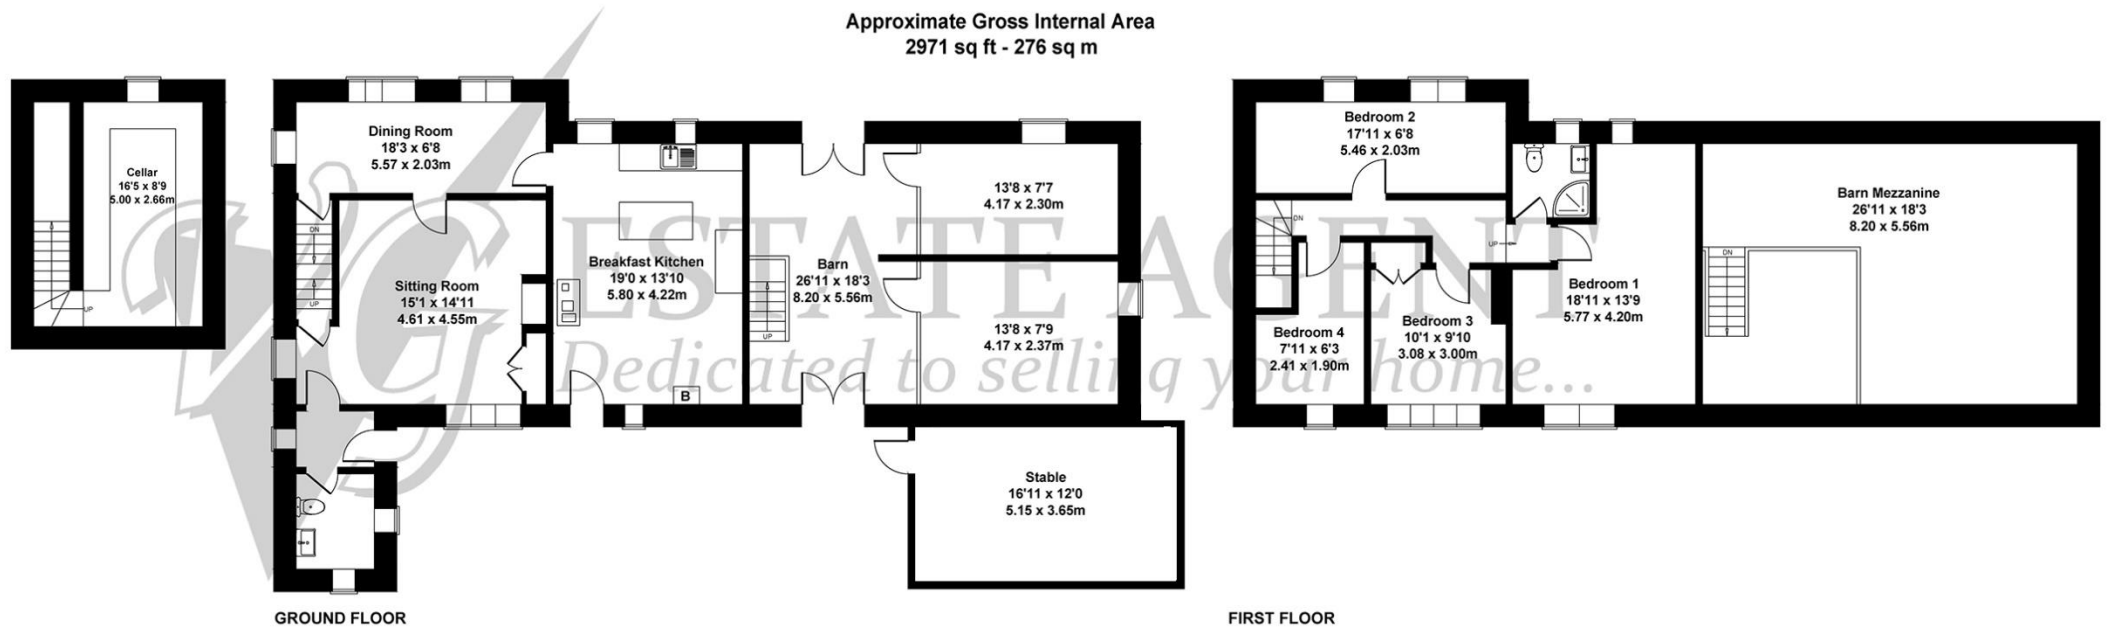 Approximate Gross Internal Area
2971 sq ft - 276 sq m
Cellar
16'5 x 8'9
5.00 x 2.66m
UP
Dining Room
18'3 x 6'8
5.57 x 2.03m
DN
UP
Sitting Room
15'1 x 14'11
4.61 x 4.55m
Breakfast Kitchen
19'0 x 13'10
5.80 x 4.22m
B
Barn
26'11 x 18'3
8.20 x 5.56m
UP
13'8 x 7'7
4.17 x 2.30m
13'8 x 7'9
4.17 x 2.37m
Stable
16'11 x 12'0
5.15 x 3.65m
GROUND FLOOR
Bedroom 2
17'11 x 6'8
5.46 x 2.03m
DN
UP
Bedroom 4
7'11 x 6'3
2.41 x 1.90m
Bedroom 3
10'1 x 9'10
3.08 x 3.00m
Bedroom 1
18'11 x 13'9
5.77 x 4.20m
Barn Mezzanine
26'11 x 18'3
8.20 x 5.56m
DN
FIRST FLOOR
VG ESTATE AGENT
Dedicated to selling your home...